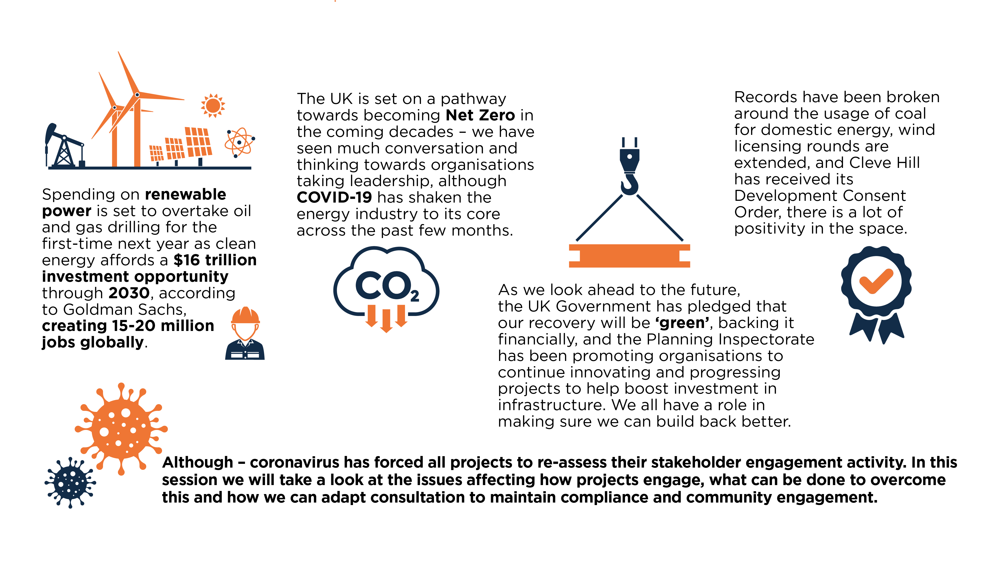 Spending on renewable
power is set to overtake oil
and gas drilling for the
first-time next year as clean
energy affords a $16 trillion
investment opportunity
through 2030, according
to Goldman Sachs,
creating 15-20 million
jobs globally.
The UK is set on a pathway
towards becoming Net Zero in
the coming decades – we have
seen much conversation and
thinking towards organisations
taking leadership, although
COVID-19 has shaken the
energy industry to its core
across the past few months.
CO₂
As we look ahead to the future,
the UK Government has pledged that
our recovery will be ‘green’, backing it
financially, and the Planning Inspectorate
has been promoting organisations to
continue innovating and progressing
projects to help boost investment in
infrastructure. We all have a role in
making sure we can build back better.
Records have been broken
around the usage of coal
for domestic energy, wind
licensing rounds are
extended, and Cleve Hill
has received its
Development Consent
Order, there is a lot of
positivity in the space.
Although – coronavirus has forced all projects to re-assess their stakeholder engagement activity. In this
session we will take a look at the issues affecting how projects engage, what can be done to overcome
this and how we can adapt consultation to maintain compliance and community engagement.